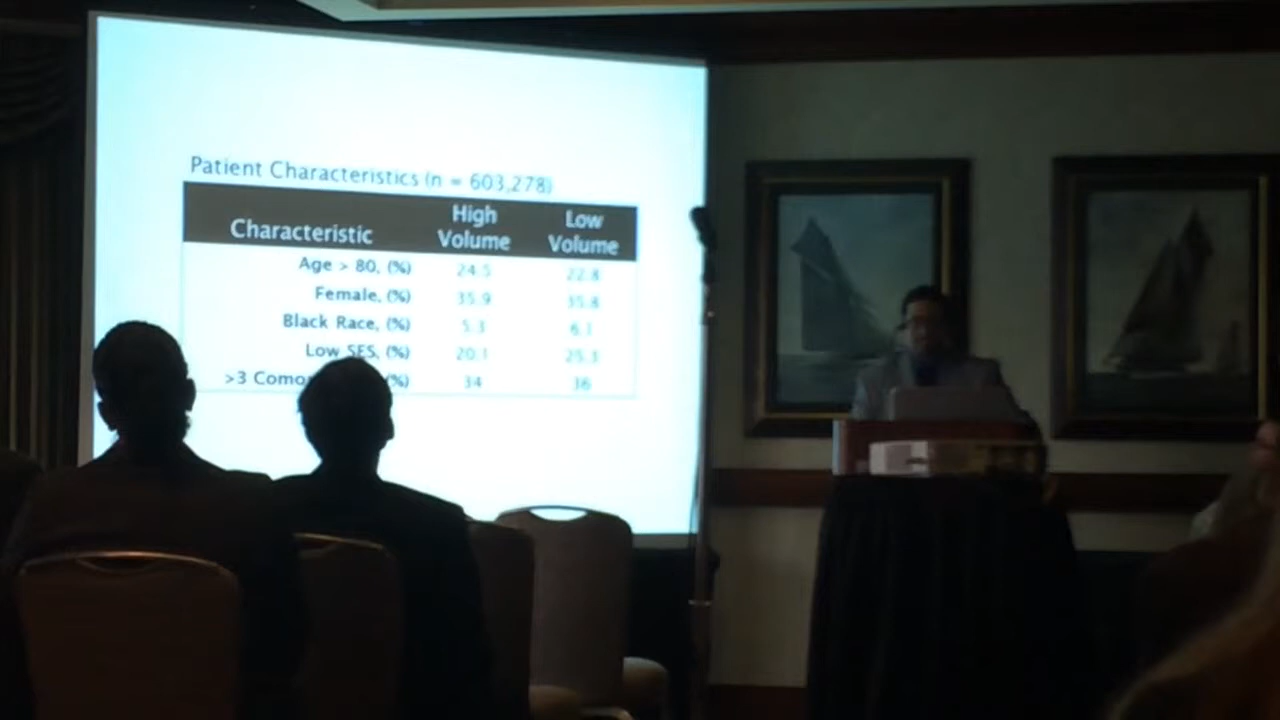 Patient Characteristics (n = 603,278)
Characteristic High Volume Low Volume
Age > 80, (%) 24.5 22.8
Female, (%) 35.9 35.8
Black Race, (%) 5.3 6.1
Low SES, (%) 20.1 25.3
>3 (%) 34 36